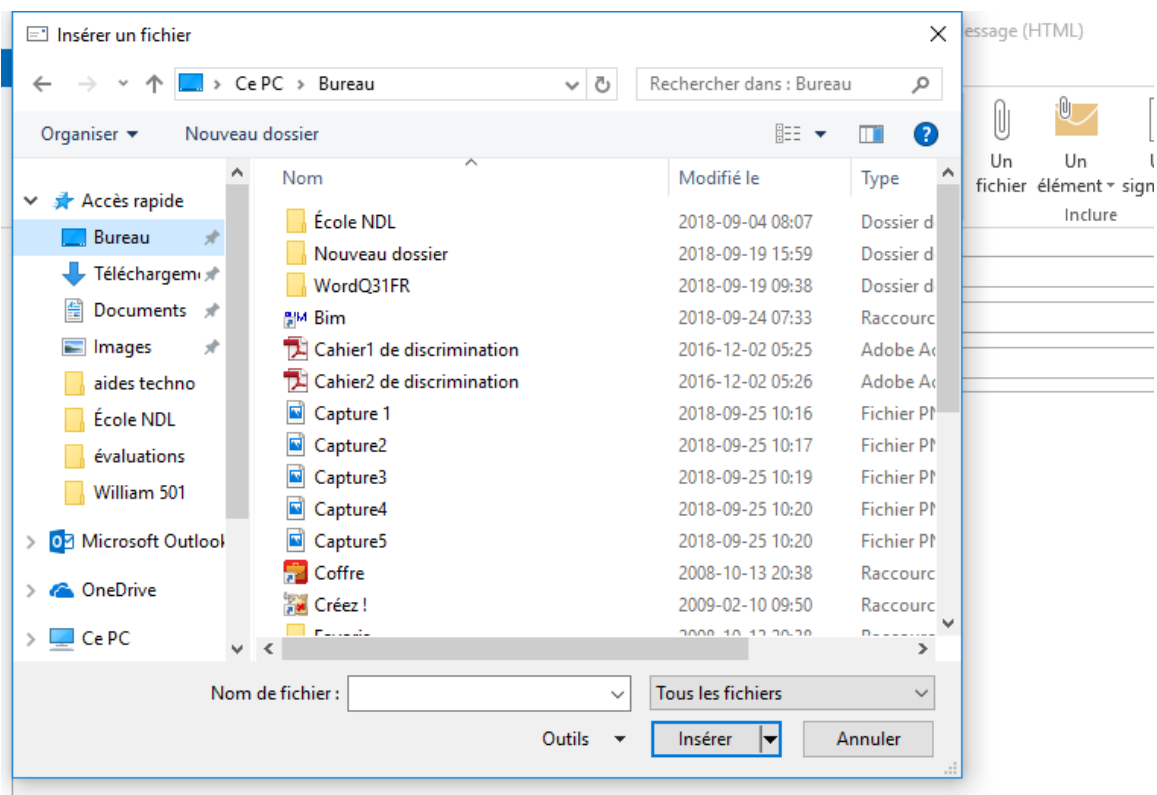 Insérer un fichier
essage (HTML)
Ce PC > Bureau
Rechercher dans : Bureau
Organiser
Nouveau dossier
Un fichier
Un élément
sign
Inclure
Nom
Modifié le
Type
Accès rapide
Bureau
Téléchargem
Documents
Images
aides techno
École NDL
évaluations
William 501
Microsoft Outlook
OneDrive
Ce PC
École NDL 2018-09-04 08:07 Dossier d
Nouveau dossier 2018-09-19 15:59 Dossier d
WordQ31FR 2018-09-19 09:38 Dossier d
Bim 2018-09-24 07:33 Raccourc
Cahier1 de discrimination 2016-12-02 05:25 Adobe Ac
Cahier2 de discrimination 2016-12-02 05:26 Adobe Ac
Capture 1 2018-09-25 10:16 Fichier PN
Capture2 2018-09-25 10:17 Fichier PN
Capture3 2018-09-25 10:19 Fichier PN
Capture4 2018-09-25 10:20 Fichier PN
Capture5 2018-09-25 10:20 Fichier PN
Coffre 2008-10-13 20:38 Raccourc
Créez ! 2009-02-10 09:50 Raccourc
Nom de fichier :
Tous les fichiers
Outils
Insérer
Annuler